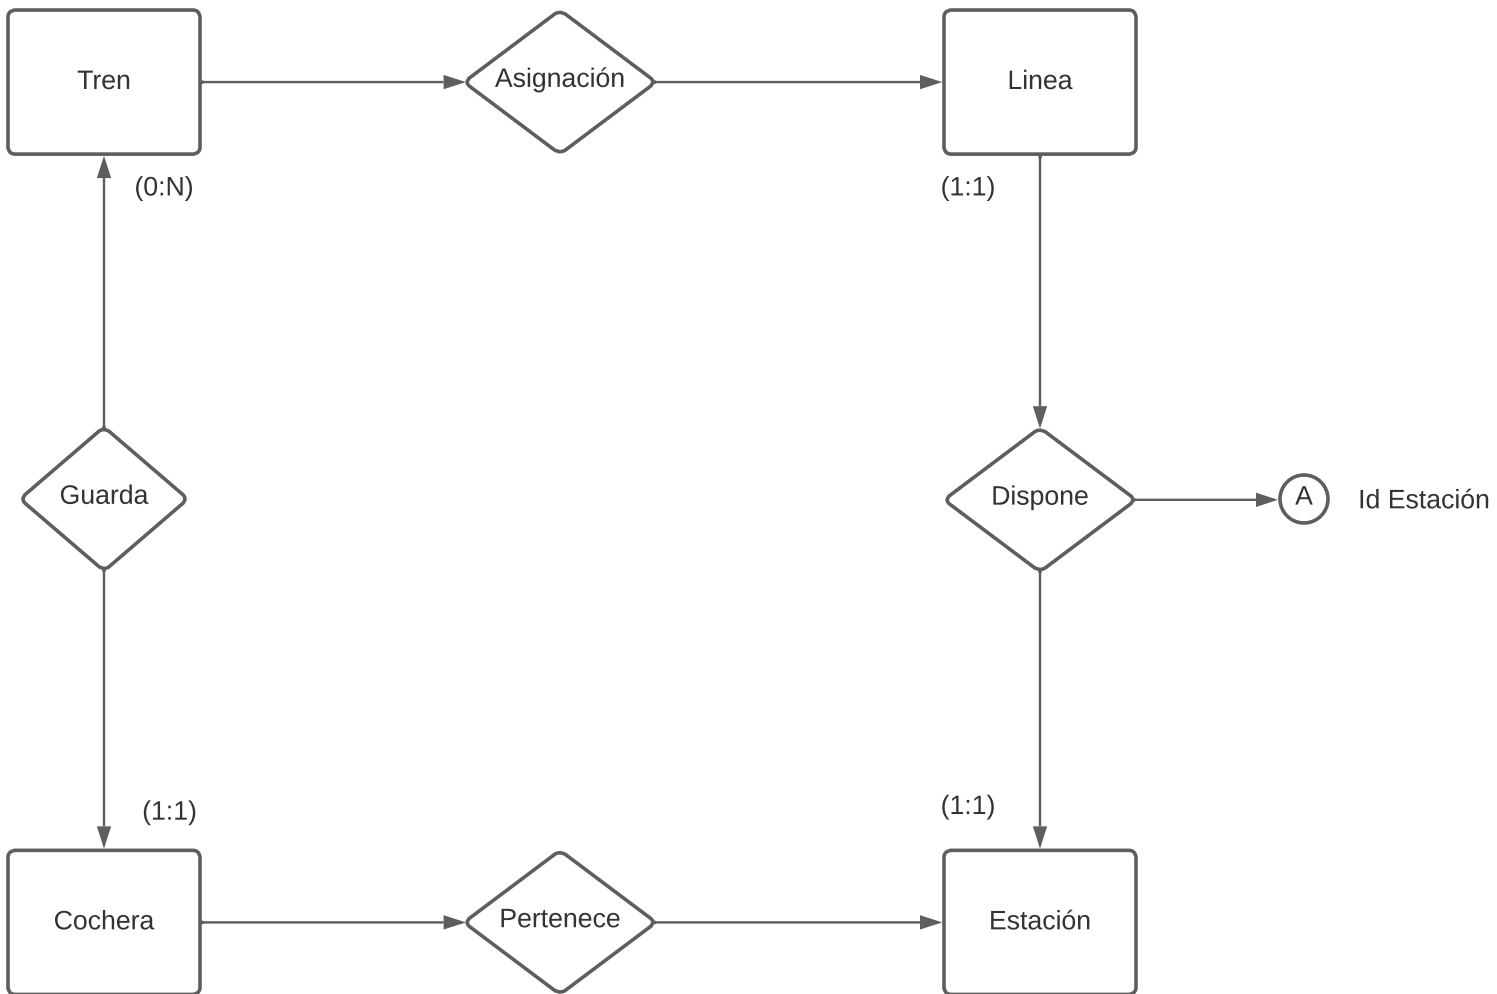 Tren
Asignación
Linea
(0:N)
(1:1)
Guarda
Dispone
A
Id Estación
(1:1)
(1:1)
Cochera
Pertenece
Estación